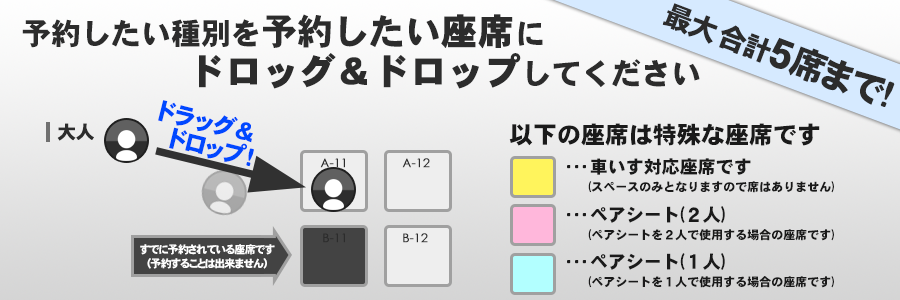 予約したい種別を予約したい座席に
ドロッグ＆ドロップしてください
最大 合計5席まで!
大人
ドラッグ＆
ドロップ!
A-11
A-12
B-11
B-12
すでに予約されている座席です
(予約することは出来ません)
以下の座席は特殊な座席です
･･･車いす対応座席です
(スペースのみとなりますので席はありません)
･･･ペアシート(２人)
(ペアシートを２人で使用する場合の座席です)
･･･ペアシート(１人)
(ペアシートを１人で使用する場合の座席です)